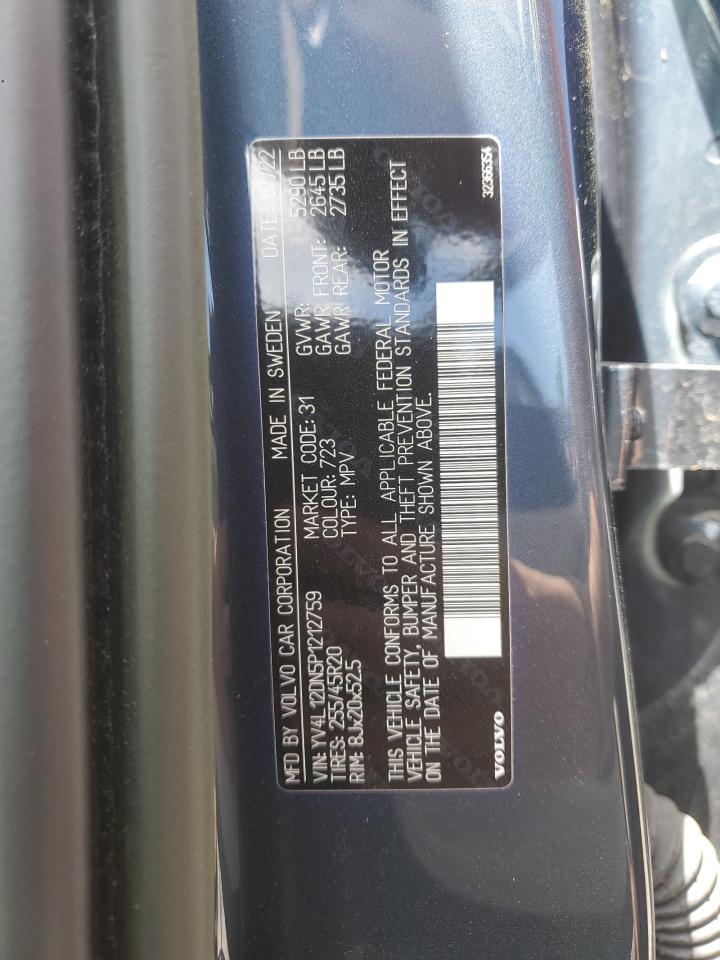 MFD BY VOLVO CAR CORPORATION MADE IN SWEDEN DATE: 07/22
VIN: YV4L12DN5P1212759 MARKET CODE: 31 GVWR: 5290 LB
TIRES: 255/45R20 COLOUR: 723 GAWR FRONT: 2645 LB
RIM: 8Jx20x52.5 TYPE: MPV GAWR REAR: 2735 LB
THIS VEHICLE CONFORMS TO ALL APPLICABLE FEDERAL MOTOR
VEHICLE SAFETY, BUMPER AND THEFT PREVENTION STANDARDS IN EFFECT
ON THE DATE OF MANUFACTURE SHOWN ABOVE.
VOLVO 32366354